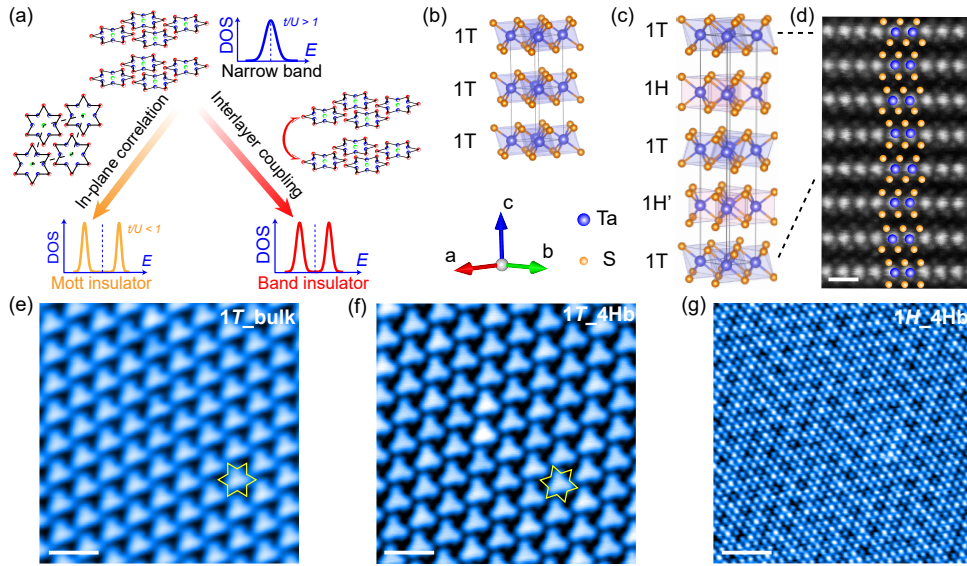 (a)
DOS
t/U > 1
E
Narrow band
In-plane correlation
Interlayer coupling
DOS
t/U < 1
E
Mott insulator
DOS
E
Band insulator
(b)
1T
1T
1T
c
a
b
(c)
1T
1H
1T
1H'
1T
Ta
S
(d)
(e)
1T_bulk
(f)
1T_4Hb
(g)
1H_4Hb